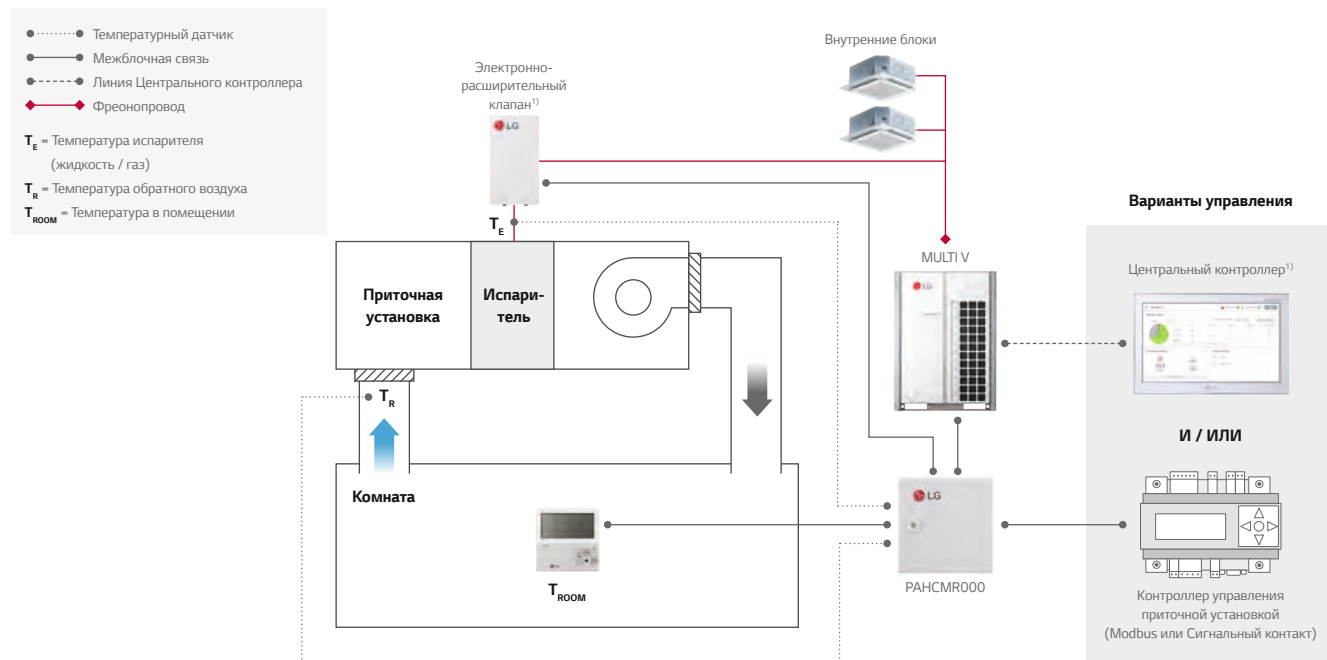 Температурный датчик
Межблочная связь
Линия Центрального контроллера
Фреонопровод
TE = Температура испарителя
(жидкость / газ)
TR = Температура обратного воздуха
TROOM = Температура в помещении
Электронно-
расширительный
клапан1)
LG
Внутренние блоки
TE
Приточная
установка
Испари-
тель
MULTI V
LG
Варианты управления
Центральный контроллер1)
TR
И / ИЛИ
Комната
LG
TROOM
PAHCMR000
Контроллер управления
приточной установкой
(Modbus или Сигнальный контакт)